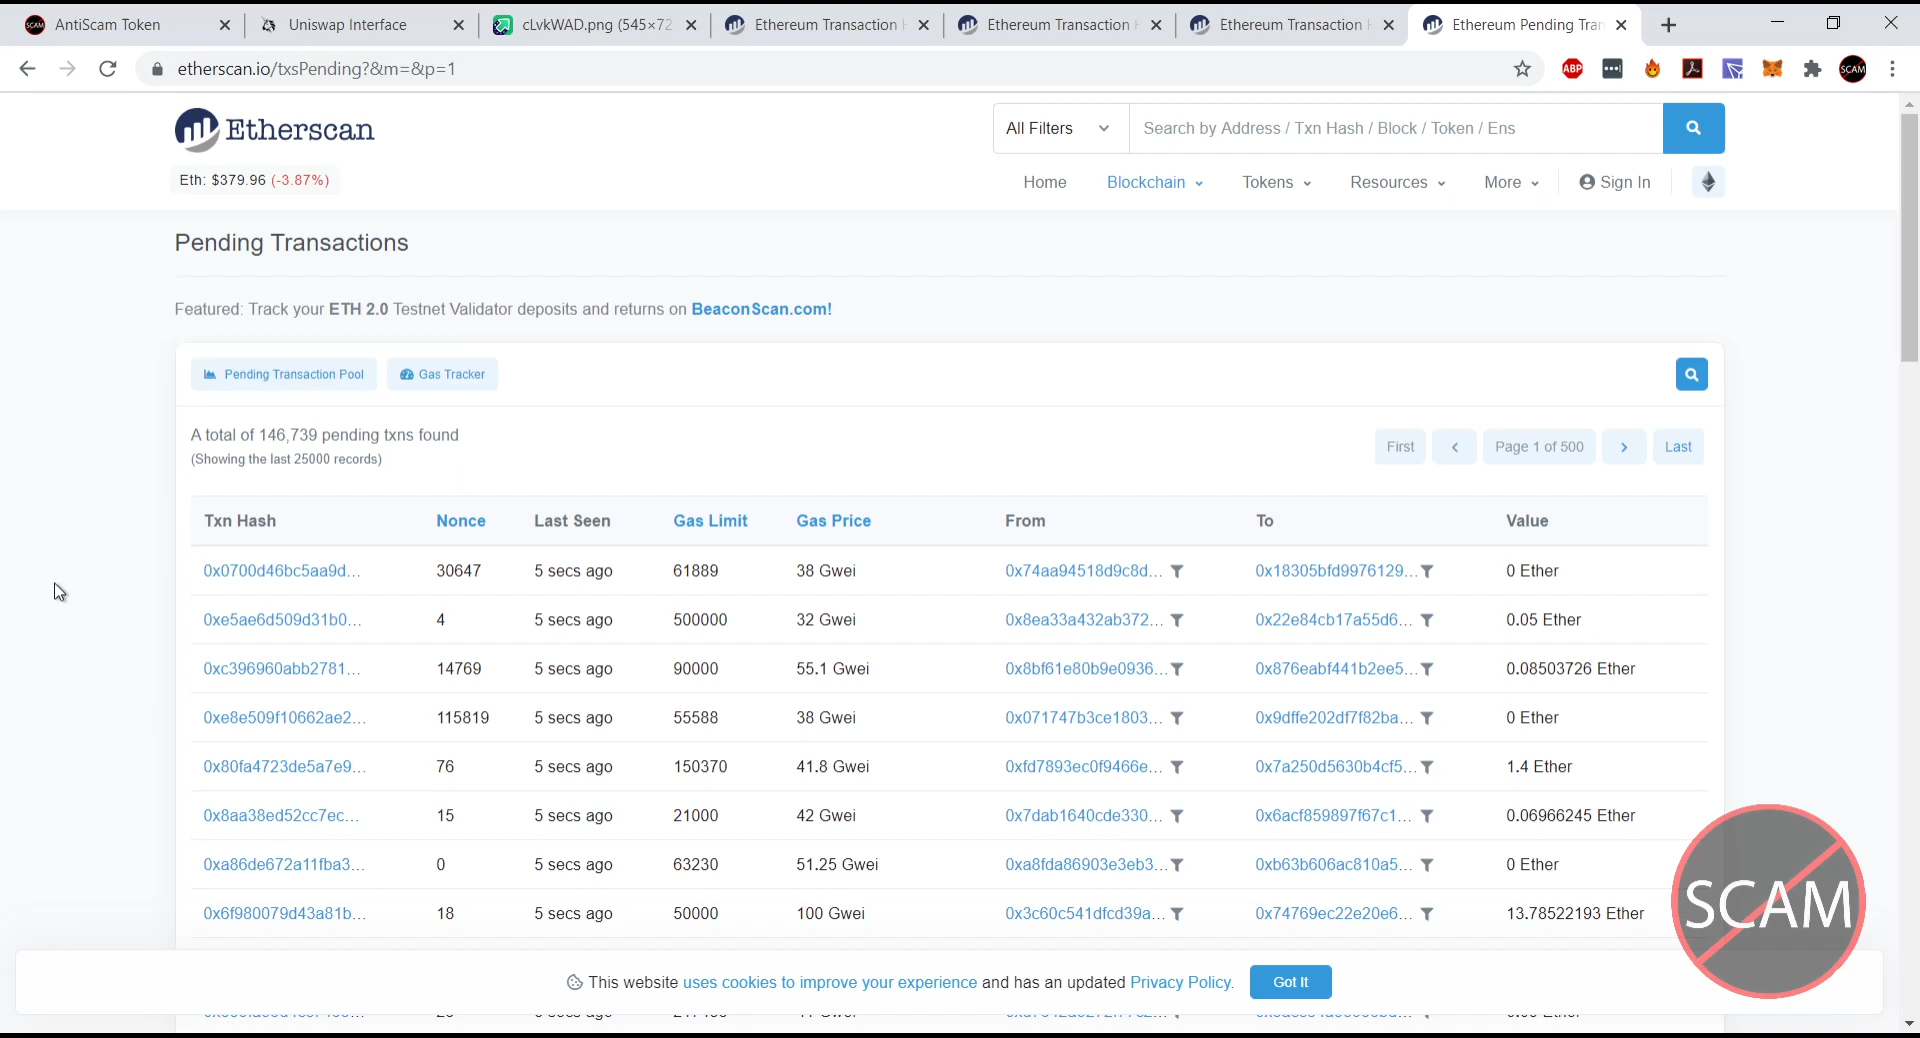 AntiScam Token
Uniswap Interface
cLvkWAD.png (545×72
Ethereum Transaction
Ethereum Transaction
Ethereum Transaction
Ethereum Pending Tran
etherscan.io/txsPending?&m=&p=1
ABP
SCAM
Etherscan
All Filters
Search by Address / Txn Hash / Block / Token / Ens
Eth: $379.96 (-3.87%)
Home Blockchain Tokens Resources More Sign In
Pending Transactions
Featured: Track your ETH 2.0 Testnet Validator deposits and returns on BeaconScan.com!
Pending Transaction Pool Gas Tracker
A total of 146,739 pending txns found
(Showing the last 25000 records)
First Page 1 of 500 Last
Txn Hash Nonce Last Seen Gas Limit Gas Price From To Value
0x0700d46bc5aa9d... 30647 5 secs ago 61889 38 Gwei 0x74aa94518d9c8d... 0x18305bfd9976129... 0 Ether
0xe5ae6d509d31b0... 4 5 secs ago 500000 32 Gwei 0x8ea33a432ab372... 0x22e84cb17a55d6... 0.05 Ether
0xc396960abb2781... 14769 5 secs ago 90000 55.1 Gwei 0x8bf61e80b9e0936... 0x876eabf441b2ee5... 0.08503726 Ether
0xe8e509f10662ae2... 115819 5 secs ago 55588 38 Gwei 0x071747b3ce1803... 0x9dffe202df7f82ba... 0 Ether
0x80fa4723de5a7e9... 76 5 secs ago 150370 41.8 Gwei 0xfd7893ec0f9466e... 0x7a250d5630b4cf5... 1.4 Ether
0x8aa38ed52cc7ec... 15 5 secs ago 21000 42 Gwei 0x7dab1640cde330... 0x6acf859897f67c1... 0.06966245 Ether
0xa86de672a11fba3... 0 5 secs ago 63230 51.25 Gwei 0xa8fda86903e3eb3... 0xb63b606ac810a5... 0 Ether
0x6f980079d43a81b... 18 5 secs ago 50000 100 Gwei 0x3c60c541dfcd39a... 0x74769ec22e20e6... 13.78522193 Ether
SCAM
This website uses cookies to improve your experience and has an updated Privacy Policy. Got It